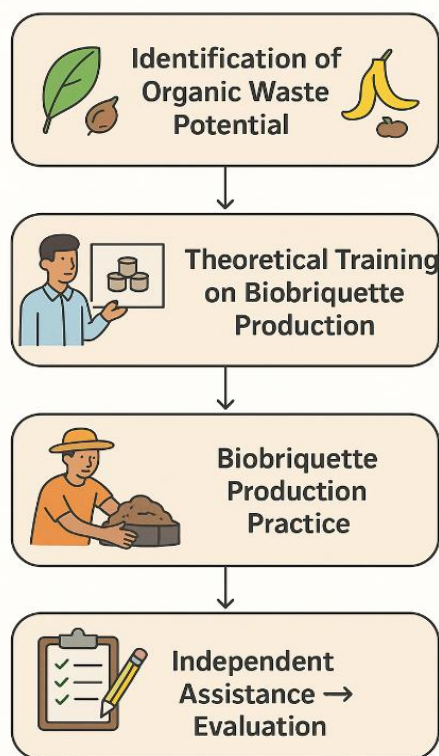 Identification of
Organic Waste
Potential
Theoretical Training
on Biobriquette
Production
Biobriquette
Production
Practice
Independent
Assistance →
Evaluation